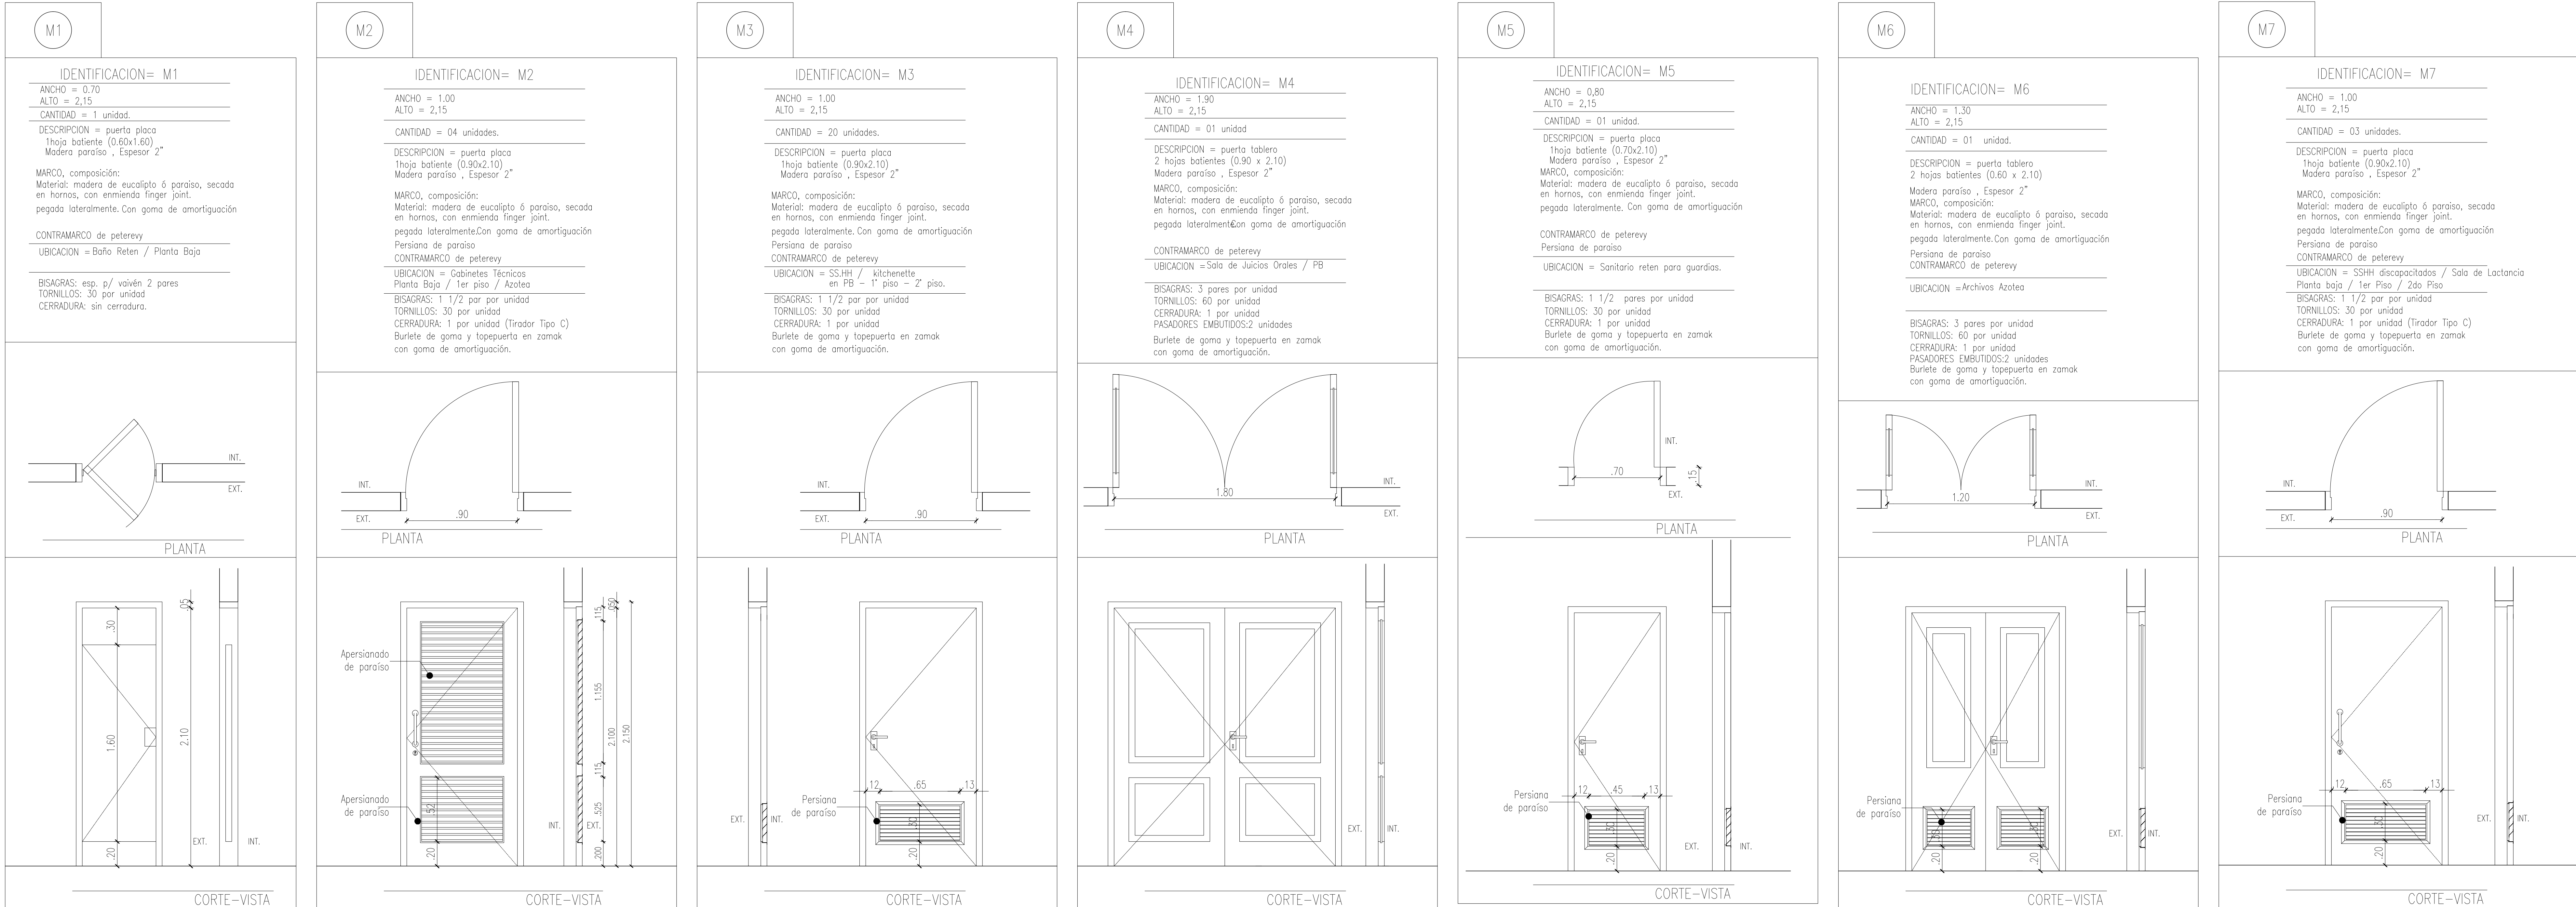 M1
IDENTIFICACION= M1
ANCHO = 0.70
ALTO = 2,15
CANTIDAD = 1 unidad.
DESCRIPCION = puerta placa
1hoja batiente (0.60x1.60)
Madera paraíso , Espesor 2"
MARCO, composición:
Material: madera de eucalipto ó paraiso, secada
en hornos, con enmienda finger joint.
pegada lateralmente. Con goma de amortiguación
CONTRAMARCO de peterevy
UBICACION = Baño Reten / Planta Baja
BISAGRAS: esp. p/ vaivén 2 pares
TORNILLOS: 30 por unidad
CERRADURA: sin cerradura.
INT.
EXT.
PLANTA
.05
.30
1.60
2.10
.20
EXT.
INT.
CORTE-VISTA
M2
IDENTIFICACION= M2
ANCHO = 1.00
ALTO = 2,15
CANTIDAD = 04 unidades.
DESCRIPCION = puerta placa
1hoja batiente (0.90x2.10)
Madera paraíso , Espesor 2"
MARCO, composición:
Material: madera de eucalipto ó paraiso, secada
en hornos, con enmienda finger joint.
pegada lateralmente.Con goma de amortiguación
Persiana de paraiso
CONTRAMARCO de peterevy
UBICACION = Gabinetes Técnicos
Planta Baja / 1er piso / Azotea
BISAGRAS: 1 1/2 par por unidad
TORNILLOS: 30 por unidad
CERRADURA: 1 por unidad (Tirador Tipo C)
Burlete de goma y topepuerta en zamak
con goma de amortiguación.
INT.
EXT.
.90
PLANTA
Apersianado
de paraíso
Apersianado
de paraíso
.52
.20
INT.
EXT.
.115
.050
1.155
2.100
2.150
.115
.525
.200
CORTE-VISTA
M3
IDENTIFICACION= M3
ANCHO = 1.00
ALTO = 2,15
CANTIDAD = 20 unidades.
DESCRIPCION = puerta placa
1hoja batiente (0.90x2.10)
Madera paraíso , Espesor 2"
MARCO, composición:
Material: madera de eucalipto ó paraiso, secada
en hornos, con enmienda finger joint.
pegada lateralmente. Con goma de amortiguación
Persiana de paraiso
CONTRAMARCO de peterevy
UBICACION = SS.HH / kitchenette
en PB - 1° piso - 2° piso.
BISAGRAS: 1 1/2 par por unidad
TORNILLOS: 30 por unidad
CERRADURA: 1 por unidad
Burlete de goma y topepuerta en zamak
con goma de amortiguación.
INT.
EXT.
.90
PLANTA
EXT.
INT.
Persiana
de paraíso
.12
.65
.13
.30
.20
CORTE-VISTA
M4
IDENTIFICACION= M4
ANCHO = 1.90
ALTO = 2,15
CANTIDAD = 01 unidad
DESCRIPCION = puerta tablero
2 hojas batientes (0.90 x 2.10)
Madera paraíso , Espesor 2"
MARCO, composición:
Material: madera de eucalipto ó paraiso, secada
en hornos, con enmienda finger joint.
pegada lateralmente.Con goma de amortiguación
CONTRAMARCO de peterevy
UBICACION =Sala de Juicios Orales / PB
BISAGRAS: 3 pares por unidad
TORNILLOS: 60 por unidad
CERRADURA: 1 por unidad
PASADORES EMBUTIDOS:2 unidades
Burlete de goma y topepuerta en zamak
con goma de amortiguación.
1.80
INT.
EXT.
PLANTA
EXT.
INT.
CORTE-VISTA
M5
IDENTIFICACION= M5
ANCHO = 0,80
ALTO = 2,15
CANTIDAD = 01 unidad.
DESCRIPCION = puerta placa
1hoja batiente (0.70x2.10)
Madera paraíso , Espesor 2"
MARCO, composición:
Material: madera de eucalipto ó paraiso, secada
en hornos, con enmienda finger joint.
pegada lateralmente. Con goma de amortiguación
CONTRAMARCO de peterevy
Persiana de paraiso
UBICACION = Sanitario reten para guardias.
BISAGRAS: 1 1/2 pares por unidad
TORNILLOS: 30 por unidad
CERRADURA: 1 por unidad
Burlete de goma y topepuerta en zamak
con goma de amortiguación.
INT.
.70
.15
EXT.
PLANTA
Persiana
de paraíso
.12
.45
.13
.30
.20
EXT.
INT.
CORTE-VISTA
M6
IDENTIFICACION= M6
ANCHO = 1.30
ALTO = 2,15
CANTIDAD = 01 unidad.
DESCRIPCION = puerta tablero
2 hojas batientes (0.60 x 2.10)
Madera paraíso , Espesor 2"
MARCO, composición:
Material: madera de eucalipto ó paraiso, secada
en hornos, con enmienda finger joint.
pegada lateralmente. Con goma de amortiguación
Persiana de paraiso
CONTRAMARCO de peterevy
UBICACION =Archivos Azotea
BISAGRAS: 3 pares por unidad
TORNILLOS: 60 por unidad
CERRADURA: 1 por unidad
PASADORES EMBUTIDOS:2 unidades
Burlete de goma y topepuerta en zamak
con goma de amortiguación.
1.20
INT.
EXT.
PLANTA
Persiana
de paraíso
.30
.30
.20
.20
EXT.
INT.
CORTE-VISTA
M7
IDENTIFICACION= M7
ANCHO = 1.00
ALTO = 2,15
CANTIDAD = 03 unidades.
DESCRIPCION = puerta placa
1hoja batiente (0.90x2.10)
Madera paraíso , Espesor 2"
MARCO, composición:
Material: madera de eucalipto ó paraiso, secada
en hornos, con enmienda finger joint.
pegada lateralmente.Con goma de amortiguación
Persiana de paraiso
CONTRAMARCO de peterevy
UBICACION = SSHH discapacitados / Sala de Lactancia
Planta baja / 1er Piso / 2do Piso
BISAGRAS: 1 1/2 par por unidad
TORNILLOS: 30 por unidad
CERRADURA: 1 por unidad (Tirador Tipo C)
Burlete de goma y topepuerta en zamak
con goma de amortiguación.
INT.
EXT.
.90
PLANTA
Persiana
de paraíso
.12
.65
.13
.30
.20
EXT.
INT.
CORTE-VISTA